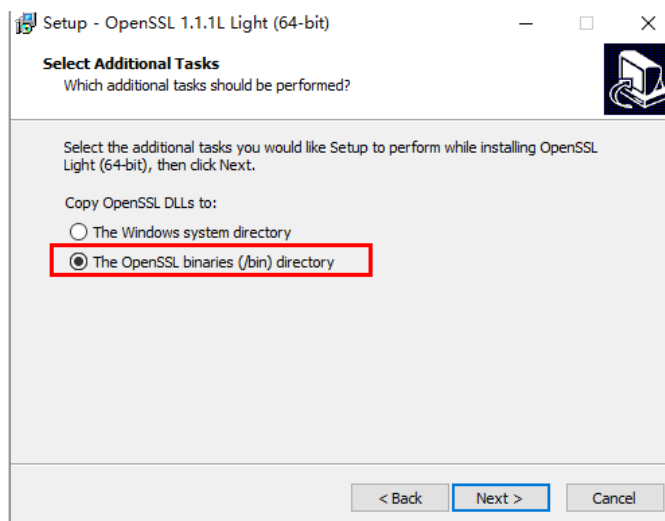 Setup - OpenSSL 1.1.1L Light (64-bit)
Select Additional Tasks
Which additional tasks should be performed?
Select the additional tasks you would like Setup to perform while installing OpenSSL
Light (64-bit), then click Next.
Copy OpenSSL DLLs to:
The Windows system directory
The OpenSSL binaries (/bin) directory
< Back
Next >
Cancel